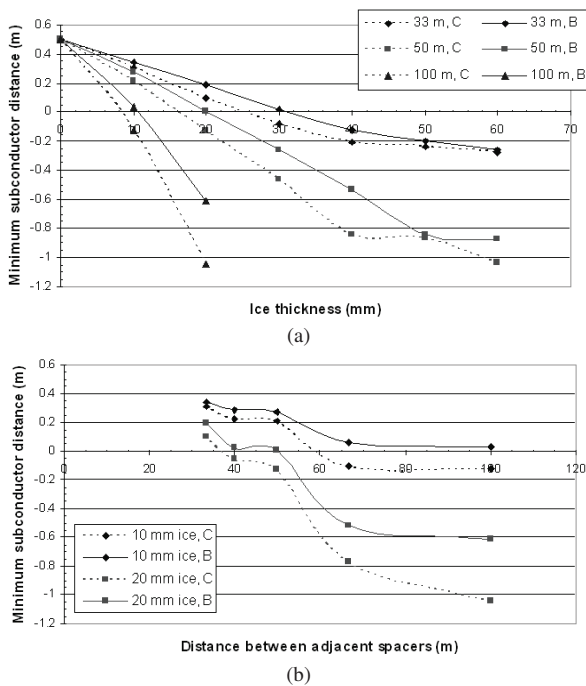 Minimum subconductor distance (m)
0.6
0.4
0.2
0
-0.2
-0.4
-0.6
-0.8
-1
-1.2
0 10 20 30 40 50 60 70
33 m, C 33 m, B
50 m, C 50 m, B
100 m, C 100 m, B
Ice thickness (mm)
(a)
Minimum subconductor distance (m)
0.6
0.4
0.2
0
-0.2
-0.4
-0.6
-0.8
-1
-1.2
0 20 40 60 80 100 120
10 mm ice, C
10 mm ice, B
20 mm ice, C
20 mm ice, B
Distance between adjacent spacers (m)
(b)